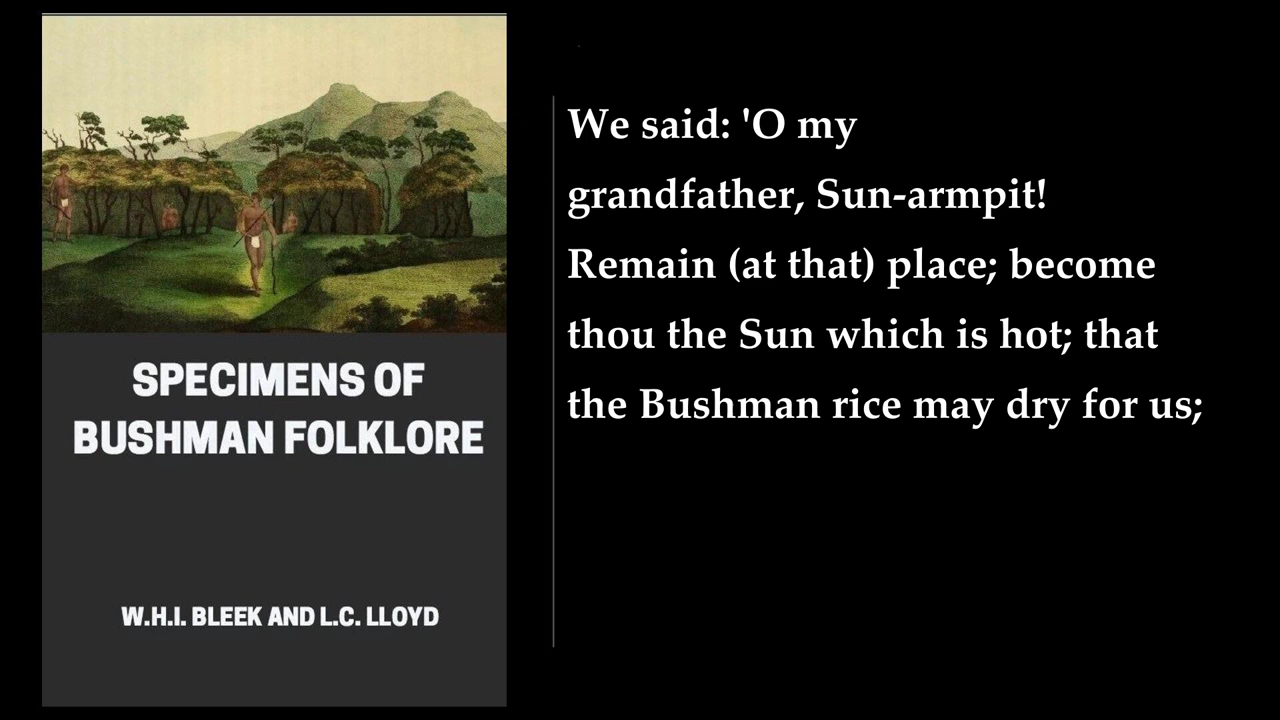 SPECIMENS OF
BUSHMAN FOLKLORE
W.H.I. BLEEK AND L.C. LLOYD
We said: 'O my
grandfather, Sun-armpit!
Remain (at that) place; become
thou the Sun which is hot; that
the Bushman rice may dry for us;